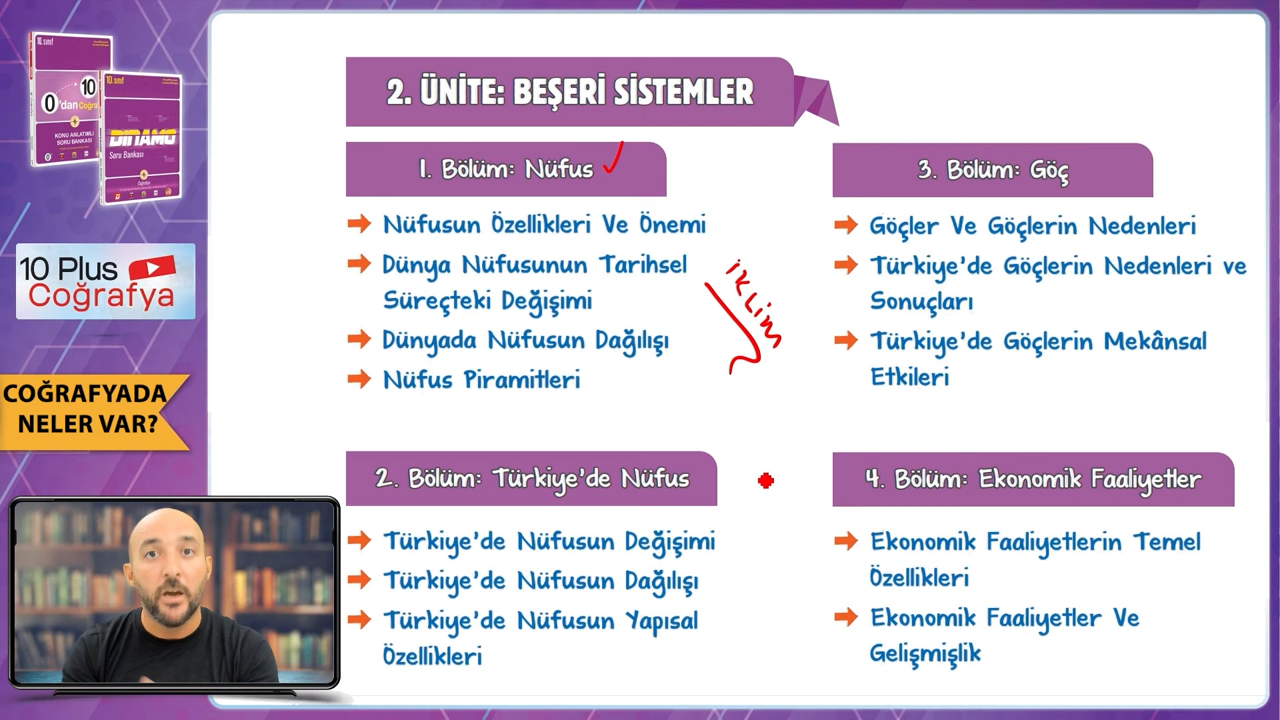 10. sınıf
0'dan 10
Coğra
KONU ANLATIMLI
SORU BANKASI
10. sınıf
DİNAMO
Soru Bankası
Coğrafya
10 Plus
Coğrafya
COĞRAFYADA
NELER VAR?
2. ÜNİTE: BEŞERİ SİSTEMLER
1. Bölüm: Nüfus
Nüfusun Özellikleri Ve Önemi
Dünya Nüfusunun Tarihsel
Süreçteki Değişimi
Dünyada Nüfusun Dağılışı
Nüfus Piramitleri
iklim
2. Bölüm: Türkiye'de Nüfus
Türkiye'de Nüfusun Değişimi
Türkiye'de Nüfusun Dağılışı
Türkiye'de Nüfusun Yapısal
Özellikleri
3. Bölüm: Göç
Göçler Ve Göçlerin Nedenleri
Türkiye'de Göçlerin Nedenleri ve
Sonuçları
Türkiye'de Göçlerin Mekânsal
Etkileri
4. Bölüm: Ekonomik Faaliyetler
Ekonomik Faaliyetlerin Temel
Özellikleri
Ekonomik Faaliyetler Ve
Gelişmişlik